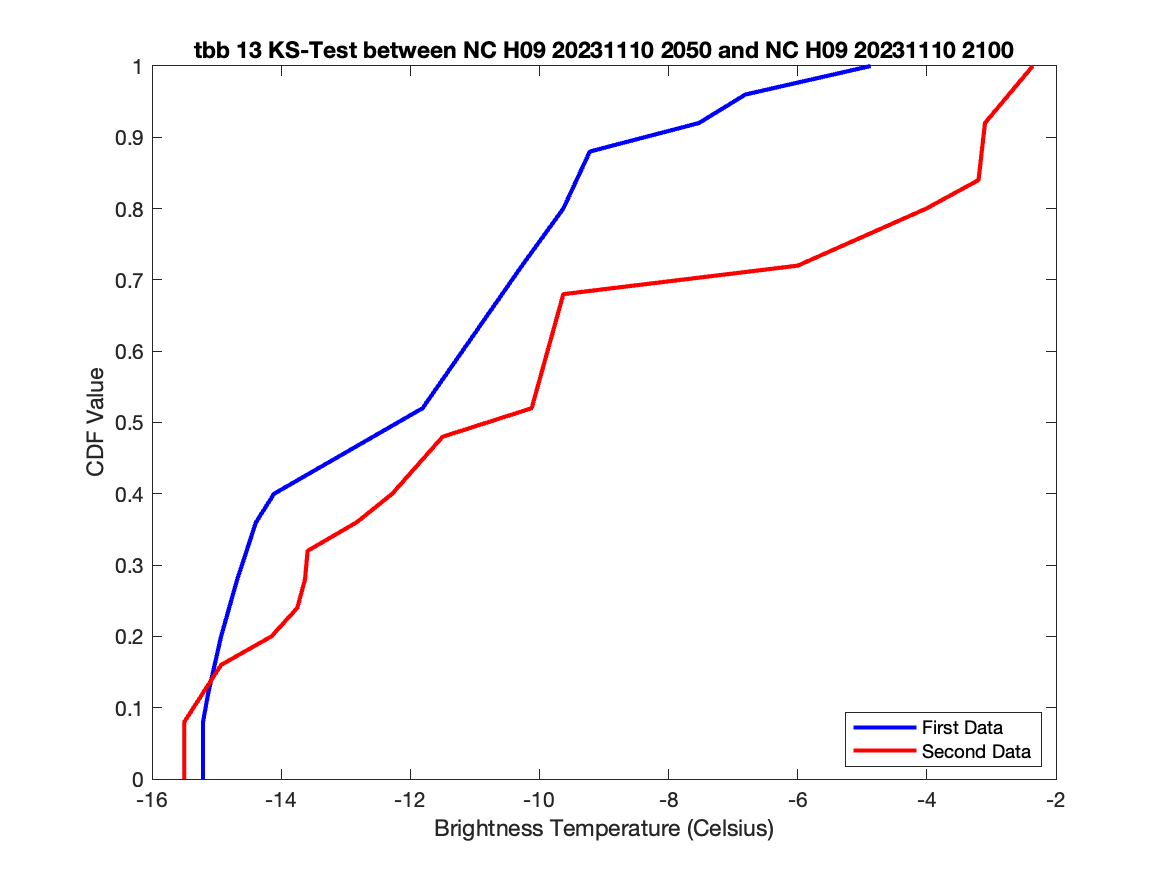 tbb 13 KS-Test between NC H09 20231110 2050 and NC H09 20231110 2100
1
0.9
0.8
0.7
0.6
0.5
0.4
0.3
0.2
0.1
0
CDF Value
First Data
Second Data
-16 -14 -12 -10 -8 -6 -4 -2
Brightness Temperature (Celsius)